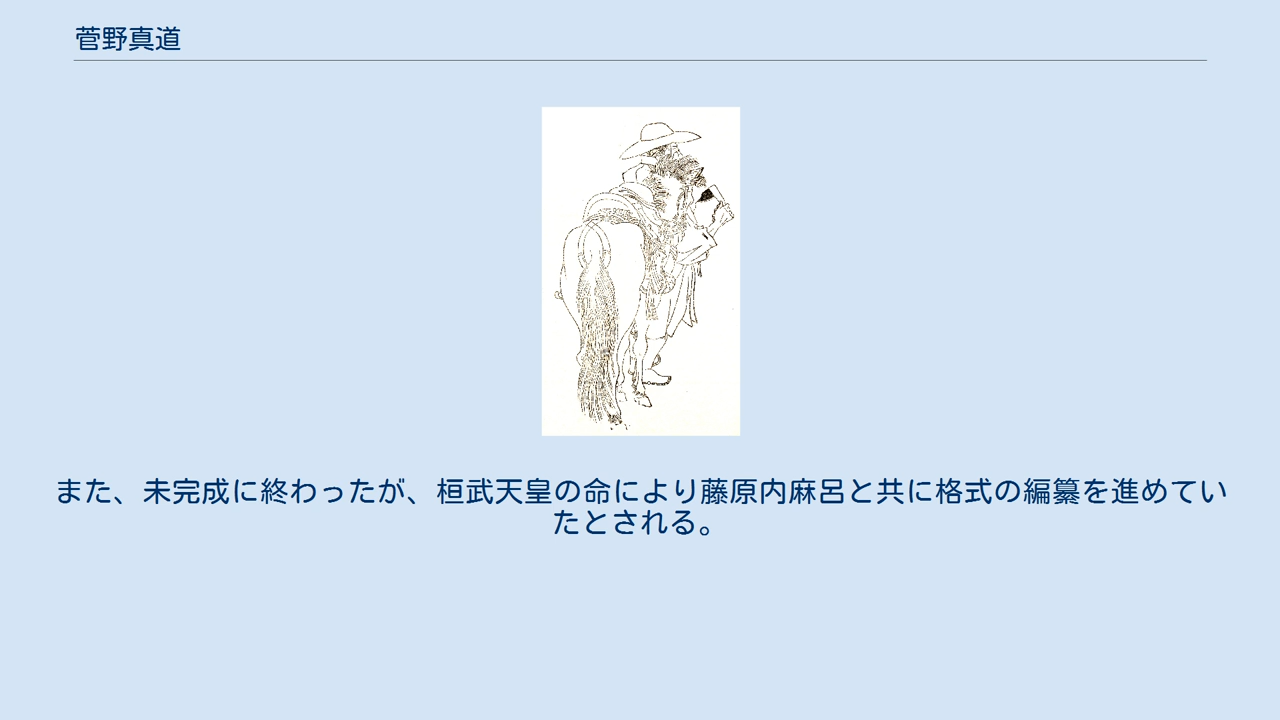 菅野真道
また、未完成に終わったが、桓武天皇の命により藤原内麻呂と共に格式の編纂を進めてい
たとされる。